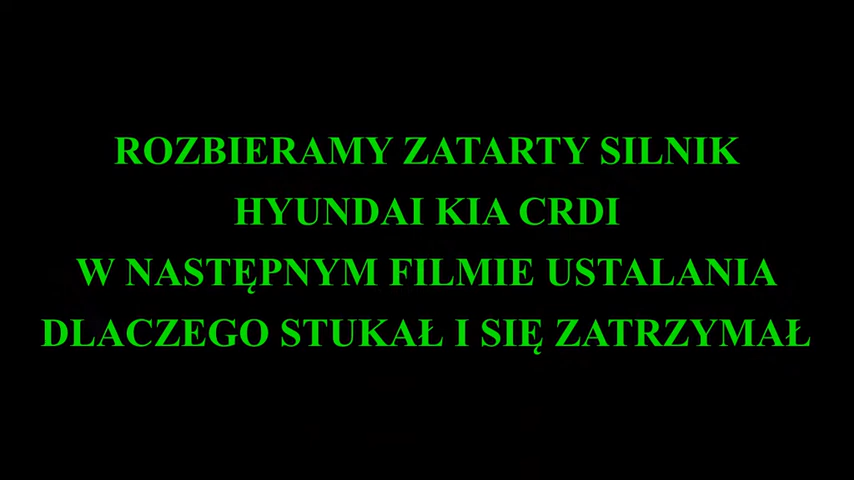 ROZBIERAMY ZATARTY SILNIK
HYUNDAI KIA CRDI
W NASTĘPNYM FILMIE USTALANIA
DLACZEGO STUKAŁ I SIĘ ZATRZYMAŁ